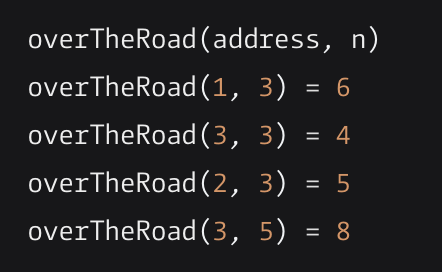 overTheRoad(address, n)
overTheRoad(1, 3) = 6
overTheRoad(3, 3) = 4
overTheRoad(2, 3) = 5
overTheRoad(3, 5) = 8